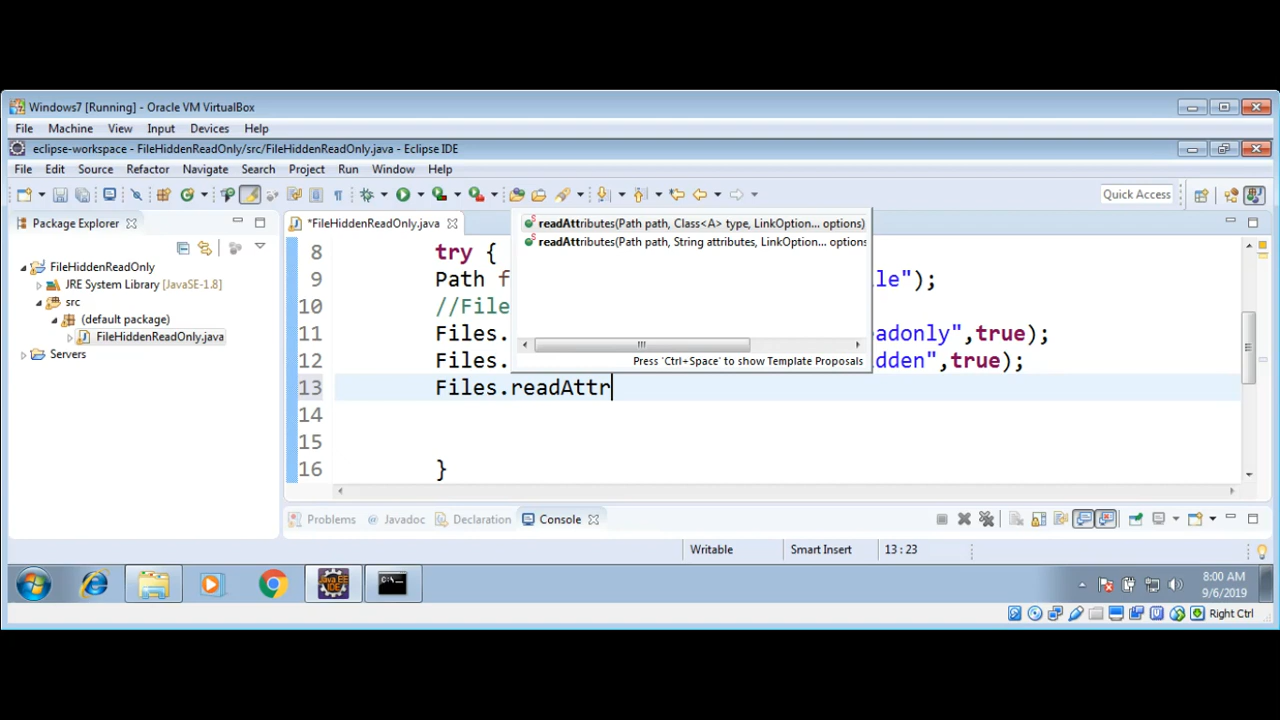 Windows7 [Running] - Oracle VM VirtualBox
File Machine View Input Devices Help
eclipse-workspace - FileHiddenReadOnly/src/FileHiddenReadOnly.java - Eclipse IDE
File Edit Source Refactor Navigate Search Project Run Window Help
Quick Access
Package Explorer
*FileHiddenReadOnly.java
readAttributes(Path path, Class<A> type, LinkOption... options)
readAttributes(Path path, String attributes, LinkOption... options
Press 'Ctrl+Space' to show Template Proposals
FileHiddenReadOnly
JRE System Library [JavaSE-1.8]
src
(default package)
FileHiddenReadOnly.java
Servers
8 try {
9 Path f le");
10 //File
11 Files. eadonly",true);
12 Files. dden",true);
13 Files.readAttr
14
15
16 }
Problems @ Javadoc Declaration Console
Writable Smart Insert 13 : 23
Java EE IDE
8:00 AM
9/6/2019
Right Ctrl